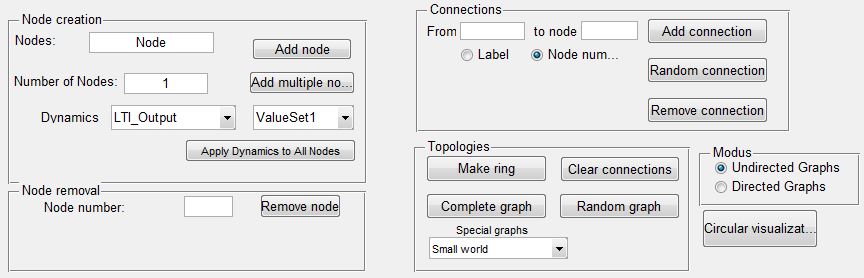 Node creation
Nodes: Node Add node
Number of Nodes: 1 Add multiple no...
Dynamics LTI_Output ValueSet1
Apply Dynamics to All Nodes
Node removal
Node number: Remove node
Connections
From to node Add connection
Label Node num...
Random connection
Remove connection
Topologies
Make ring Clear connections
Complete graph Random graph
Special graphs
Small world
Modus
Undirected Graphs
Directed Graphs
Circular visualizat...